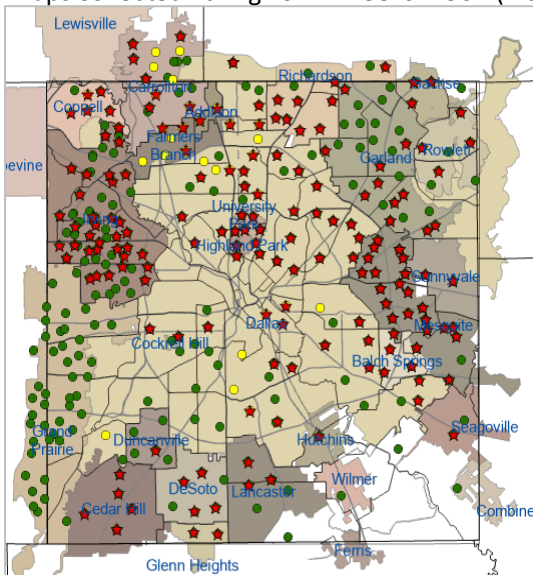 Lewisville
Richardson
Sachse
Carrollton
Coppell
Addison
Farmers
Branch
Garland
Rowlett
evine
University
Park
Irving
Highland Park
Sunnyvale
Dallas
Mesquite
Cockrell Hill
Balch Springs
Grand
Prairie
Duncanville
Hutchins
Seagoville
DeSoto
Lancaster
Wilmer
Cedar Hill
Combine
Ferris
Glenn Heights